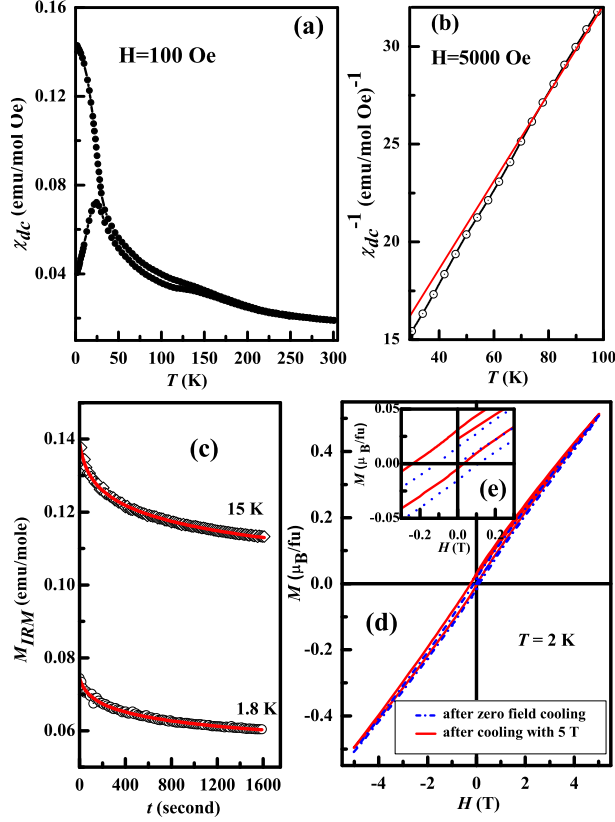 (a)
H=100 Oe
0.16
0.12
0.08
0.04
χdc (emu/mol Oe)
0 50 100 150 200 250 300
T (K)
(b)
H=5000 Oe
30
25
20
15
χdc⁻¹ (emu/mol Oe)⁻¹
40 60 80 100
T (K)
(c)
0.14
0.12
0.10
0.08
0.06
M_IRM (emu/mole)
15 K
1.8 K
0 400 800 1200 1600
t (second)
(d)
0.4
0.2
0.0
-0.2
-0.4
M (μB/fu)
T = 2 K
after zero field cooling
after cooling with 5 T
-4 -2 0 2 4
H (T)
(e)
0.05
0.00
-0.05
M (μB/fu)
-0.2 0.0 0.2
H (T)